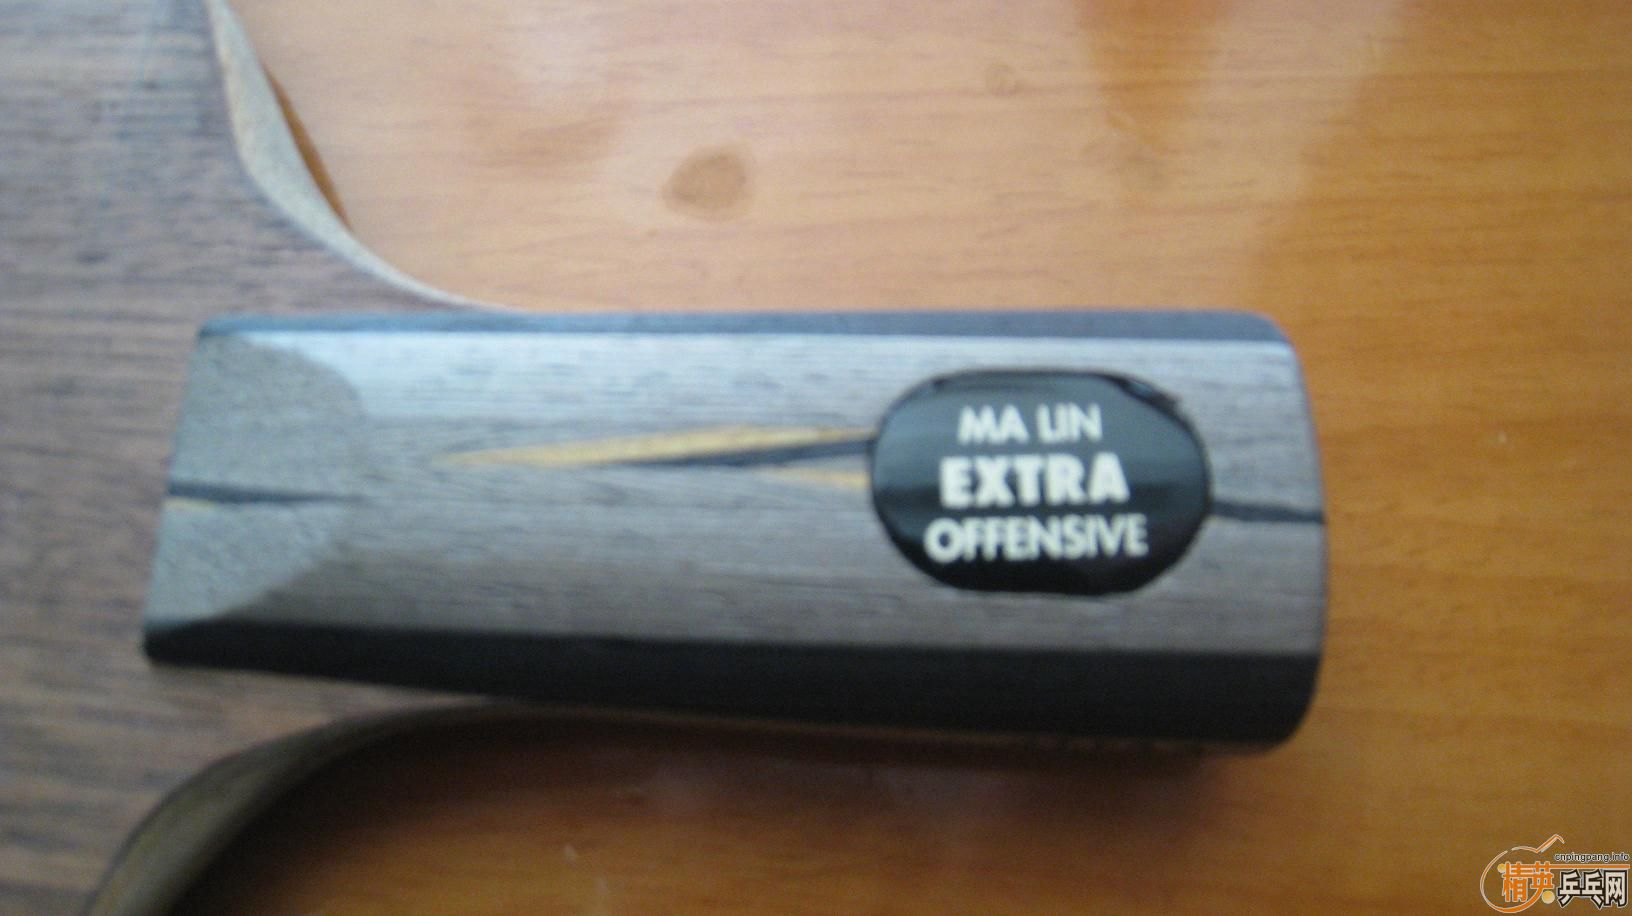 MA LIN
EXTRA
OFFENSIVE
cnpingpang.info
精英乒乓网